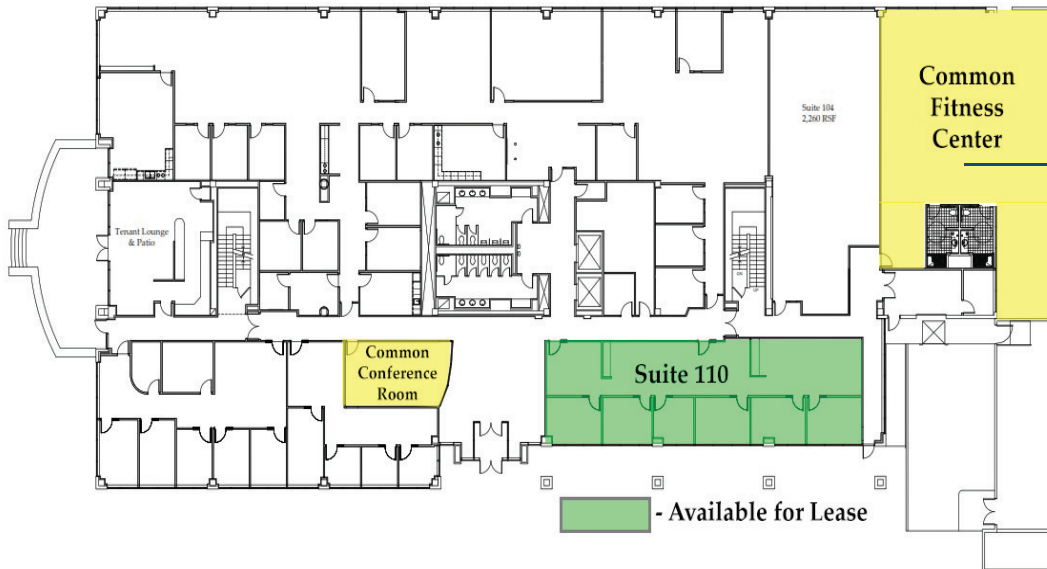 Common
Fitness
Center
Suite 104
2,260 RSF
Tenant Lounge
& Patio
Common
Conference
Room
Suite 110
- Available for Lease